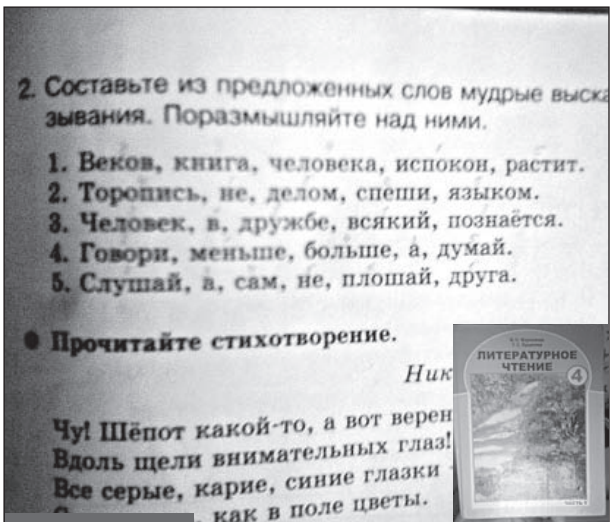 2. Составьте из предложенных слов мудрые выска
зывания. Поразмышляйте над ними.
1. Веков, книга, человека, испокон, растит.
2. Торопись, не, делом, спеши, языком.
3. Человек, в, дружбе, всякий, познаётся.
4. Говори, меньше, больше, а, думай.
5. Слушай, а, сам, не, плошай, друга.
Прочитайте стихотворение.
Ник
Чу! Шёпот какой-то, а вот верен
Вдоль щели внимательных глаз!
Все серые, карие, синие глазки
как в поле цветы.
ЛИТЕРАТУРНОЕ
ЧТЕНИЕ
4